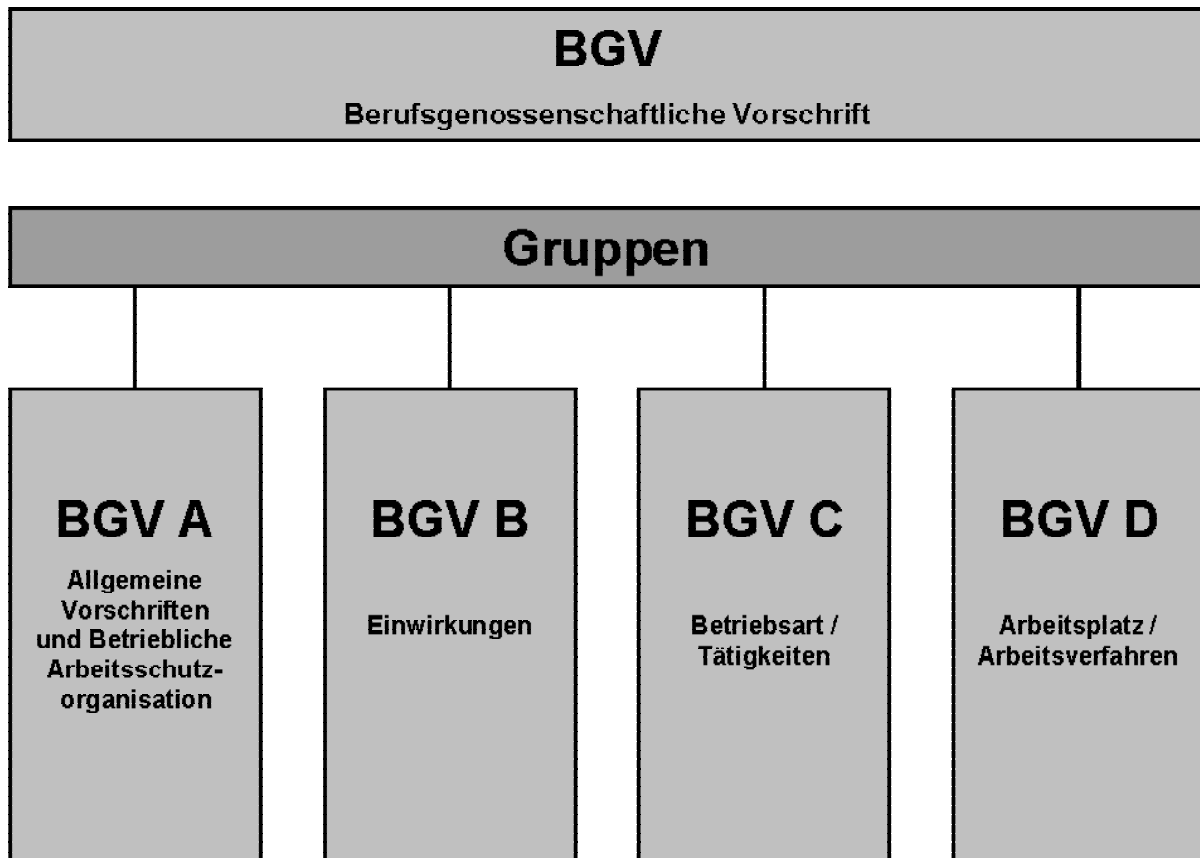 BGV
Berufsgenossenschaftliche Vorschrift
Gruppen
BGV A
Allgemeine
Vorschriften
und Betriebliche
Arbeitsschutz-
organisation
BGV B
Einwirkungen
BGV C
Betriebsart /
Tätigkeiten
BGV D
Arbeitsplatz /
Arbeitsverfahren